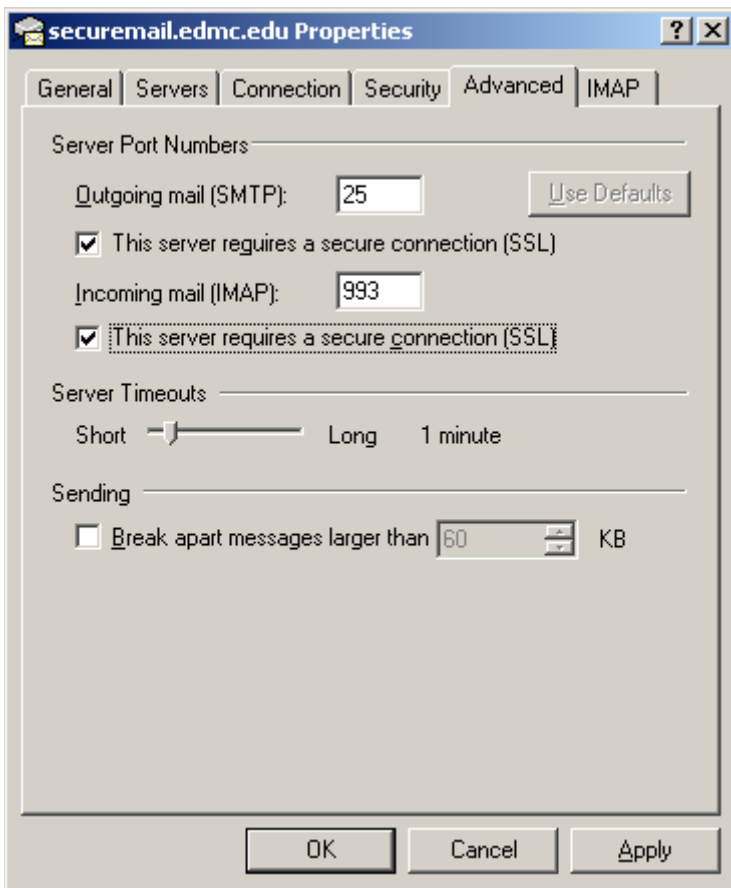 securemail.edmc.edu Properties
General Servers Connection Security Advanced IMAP
Server Port Numbers
Outgoing mail (SMTP): 25 Use Defaults
This server requires a secure connection (SSL)
Incoming mail (IMAP): 993
This server requires a secure connection (SSL)
Server Timeouts
Short Long 1 minute
Sending
Break apart messages larger than 60 KB
OK Cancel Apply